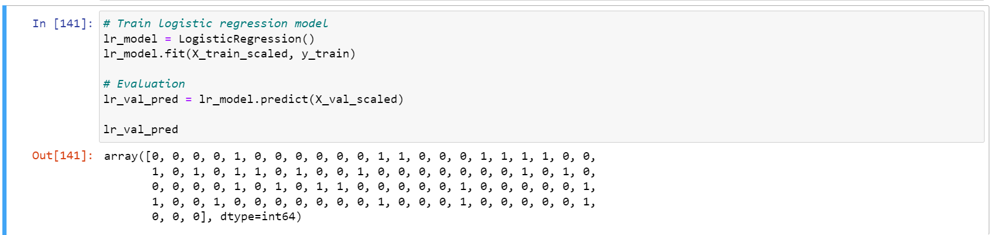 In [141]: # Train logistic regression model
lr_model = LogisticRegression()
lr_model.fit(X_train_scaled, y_train)
# Evaluation
lr_val_pred = lr_model.predict(X_val_scaled)
lr_val_pred
Out[141]: array([0, 0, 0, 0, 1, 0, 0, 0, 0, 0, 0, 1, 1, 0, 0, 0, 1, 1, 1, 1, 0, 0,
1, 0, 1, 0, 1, 1, 0, 1, 0, 0, 1, 0, 0, 0, 0, 0, 0, 0, 1, 0, 1, 0,
0, 0, 0, 0, 1, 0, 1, 0, 1, 1, 0, 0, 0, 0, 0, 1, 0, 0, 0, 0, 0, 1,
1, 0, 0, 1, 0, 0, 0, 0, 0, 0, 0, 1, 0, 0, 0, 1, 0, 0, 0, 0, 0, 1,
0, 0, 0], dtype=int64)